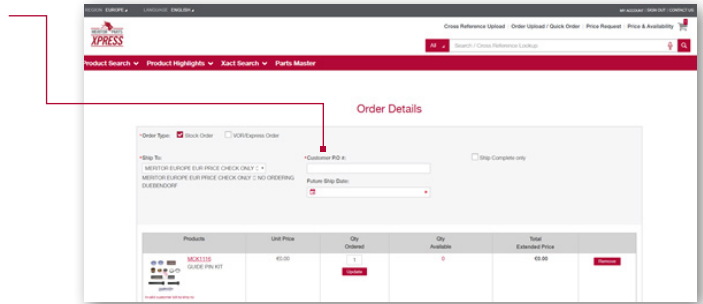 REGION EUROPE LANGUAGE ENGLISH MY ACCOUNT | SIGN OUT | CONTACT US
MERITOR PARTS
XPRESS
Cross Reference Upload Order Upload / Quick Order Price Request Price & Availability
All Search / Cross Reference Lookup
Product Search Product Highlights Xact Search Parts Master
Order Details
*Order Type: Stock Order VOR/Express Order
*Ship To: *Customer P.O #: Ship Complete only
MERITOR EUROPE EUR PRICE CHECK ONLY
MERITOR EUROPE EUR PRICE CHECK ONLY :: NO ORDERING
DUEBENDORF
Future Ship Date:
Products Unit Price Qty Ordered Qty Available Total Extended Price
MCK1116 €0.00 1 0 €0.00 Remove
GUIDE PIN KIT
Update